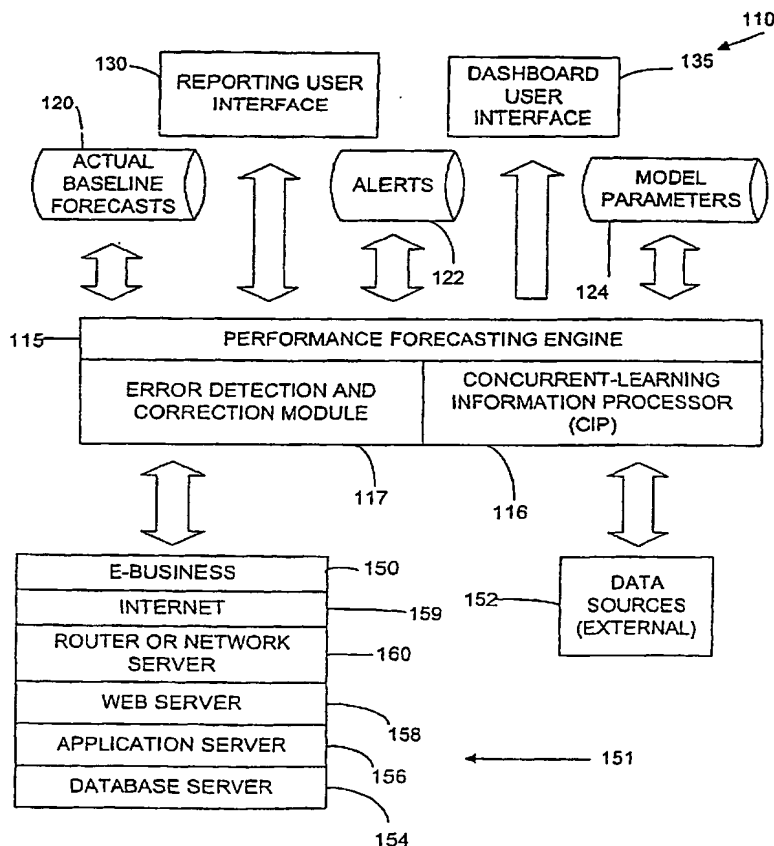 110
130
REPORTING USER
INTERFACE
DASHBOARD
USER
INTERFACE
135
120
ACTUAL
BASELINE
FORECASTS
ALERTS
MODEL
PARAMETERS
122
124
115
PERFORMANCE FORECASTING ENGINE
ERROR DETECTION AND
CORRECTION MODULE
CONCURRENT-LEARNING
INFORMATION PROCESSOR
(CIP)
117
116
E-BUSINESS
150
INTERNET
159
ROUTER OR NETWORK
SERVER
160
WEB SERVER
158
APPLICATION SERVER
156
DATABASE SERVER
154
152
DATA
SOURCES
(EXTERNAL)
151